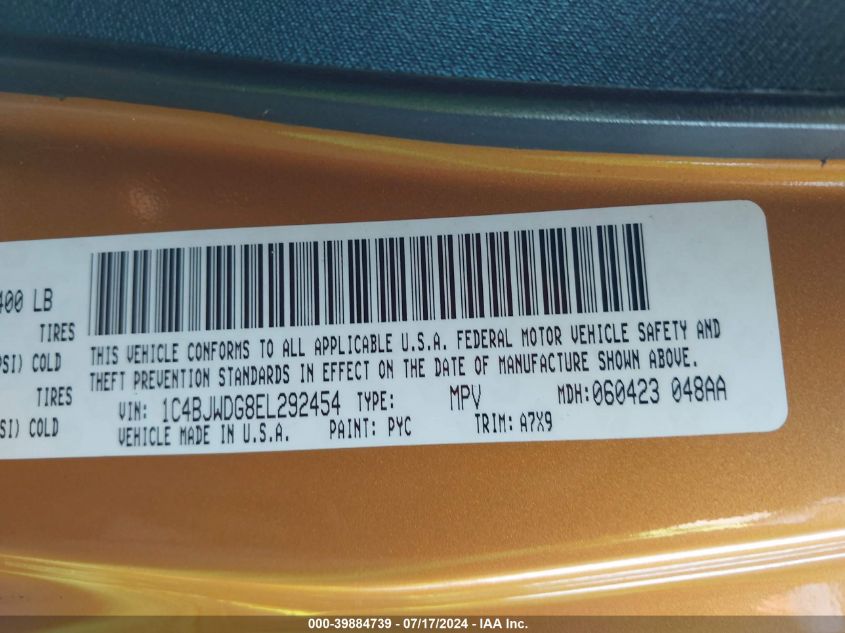 400 LB
TIRES
PSI) COLD
TIRES
SI) COLD
THIS VEHICLE CONFORMS TO ALL APPLICABLE U.S.A. FEDERAL MOTOR VEHICLE SAFETY AND
THEFT PREVENTION STANDARDS IN EFFECT ON THE DATE OF MANUFACTURE SHOWN ABOVE.
VIN: 1C4BJWDG8EL292454 TYPE: MPV MDH: 060423 048AA
VEHICLE MADE IN U.S.A. PAINT: PYC TRIM: A7X9
000-39884739 - 07/17/2024 - IAA Inc.